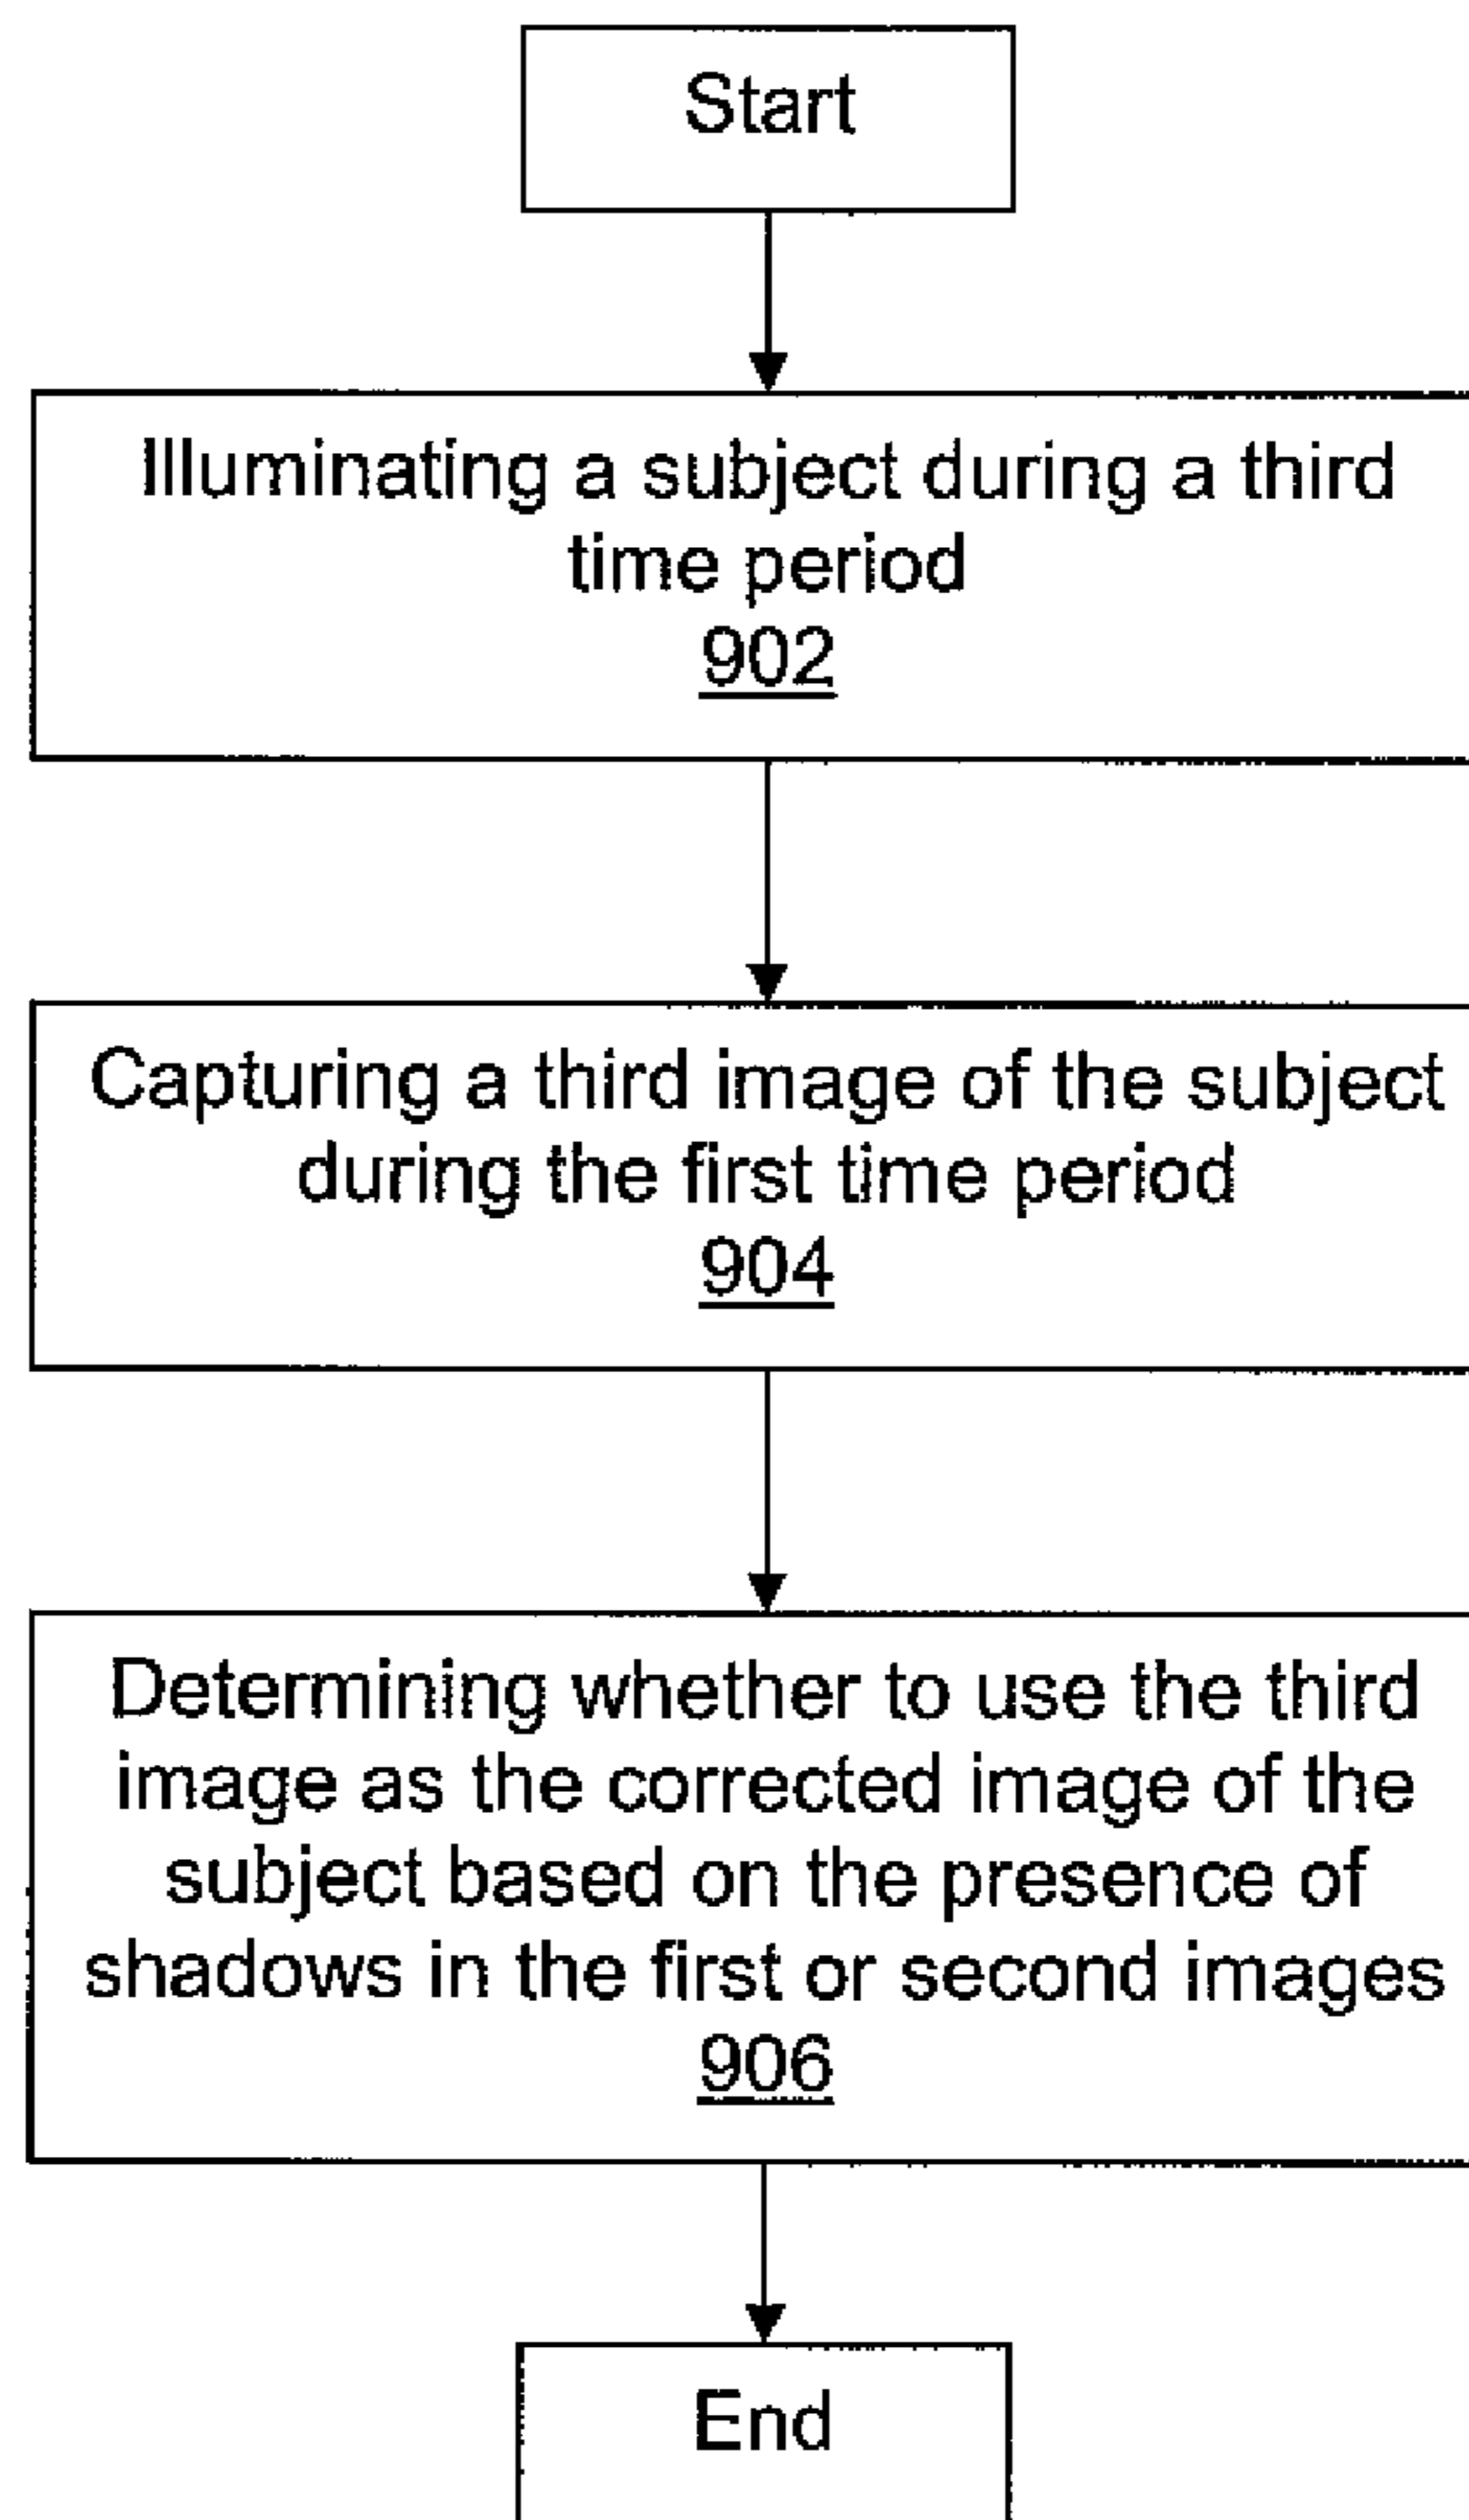 Start
Illuminating a subject during a third
time period
902
Capturing a third image of the subject
during the first time period
904
Determining whether to use the third
image as the corrected image of the
subject based on the presence of
shadows in the first or second images
906
End